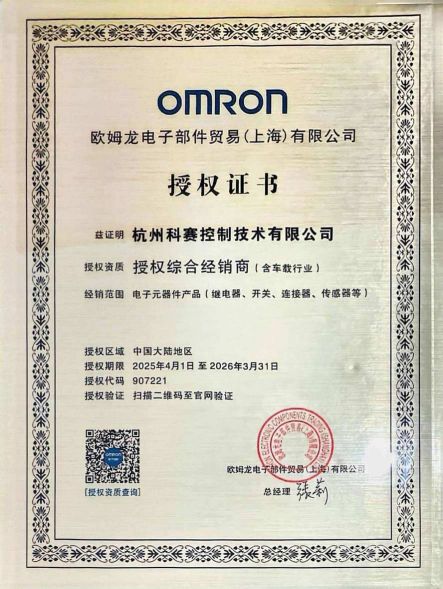 OMRON
欧姆龙电子部件贸易(上海)有限公司
授权证书
兹证明 杭州科赛控制技术有限公司
授权资质 授权综合经销商(含车载行业)
经销范围 电子元器件产品(继电器、开关、连接器、传感器等)
授权区域 中国大陆地区
授权期限 2025年4月1日 至 2026年3月31日
授权代码 907221
授权验证 扫描二维码至官网验证
OMRON
[授权资质查询]
欧姆龙电子部件贸易(上海)有限公司
总经理 张莉